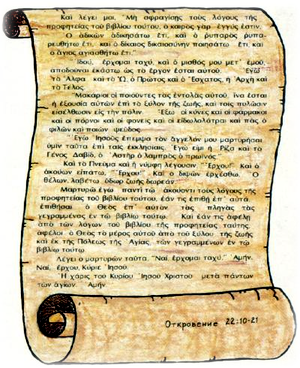 Καὶ λέγει μοι· Μὴ σφραγίσῃς τοὺς λόγους τῆς
προφητείας τοῦ βιβλίου τούτου, ὁ καιρὸς γὰρ ἐγγύς ἐστιν.
Ὁ ἀδικῶν ἀδικησάτω ἔτι, καὶ ὁ ῥυπαρὸς ῥυπα-
ρευθήτω ἔτι, καὶ ὁ δίκαιος δικαιοσύνην ποιησάτω ἔτι, καὶ
ὁ ἅγιος ἁγιασθήτω ἔτι.
Ἰδού, ἔρχομαι ταχύ, καὶ ὁ μισθός μου μετ᾽ ἐμοῦ,
ἀποδοῦναι ἑκάστῳ ὡς τὸ ἔργον ἔσται αὐτοῦ. Ἐγὼ
Τὸ Ἄλφα καὶ τὸ Ὦ, ὁ Πρῶτος καὶ ὁ Ἔσχατος, ἡ Ἀρχὴ καὶ
τὸ Τέλος.
Μακάριοι οἱ ποιοῦντες τὰς ἐντολὰς αὐτοῦ, ἵνα ἔσται
ἡ ἐξουσία αὐτῶν ἐπὶ τὸ ξύλον τῆς ζωῆς, καὶ τοῖς πυλῶσιν
εἰσέλθωσιν εἰς τὴν πόλιν. Ἔξω οἱ κύνες καὶ οἱ φαρμακοὶ
καὶ οἱ πόρνοι καὶ οἱ φονεῖς καὶ οἱ εἰδωλολάτραι καὶ πᾶς ὁ
φιλῶν καὶ ποιῶν ψεῦδος.
Ἐγὼ Ἰησοῦς ἔπεμψα τὸν ἄγγελόν μου μαρτυρῆσαι
ὑμῖν ταῦτα ἐπὶ ταῖς ἐκκλησίαις. Ἐγώ εἰμι ἡ Ρίζα καὶ τὸ
Γένος Δαβίδ, ὁ Ἀστὴρ ὁ Λαμπρὸς ὁ πρωϊνός.
Καὶ τὸ Πνεῦμα καὶ ἡ νύμφη λέγουσιν· "Ἔρχου!" Καὶ ὁ
ἀκούων εἰπάτω, "Ἔρχου!" Καὶ ὁ διψῶν ἐρχέσθω. Ὁ
θέλων, λαβέτω ὕδωρ ζωῆς δωρεάν.
Μαρτυρῶ ἐγὼ παντὶ τῷ ἀκούοντι τοὺς λόγους τῆς
προφητείας τοῦ βιβλίου τούτου, ἐάν τις ἐπιθῇ ἐπ᾽ αὐτά,
ἐπιθήσαι ὁ Θεὸς ἐπ᾽ αὐτὸν τὰς πληγὰς τὰς
γεγραμμένας ἐν τῷ βιβλίῳ τούτῳ. Καὶ ἐάν τις ἀφέλῃ
ἀπὸ τῶν λόγων τοῦ βιβλίου τῆς προφητείας ταύτης,
ἀφέλοι ὁ Θεὸς τὸ μέρος αὐτοῦ ἀπὸ τοῦ ξύλου τῆς ζωῆς
καὶ ἐκ τῆς Πόλεως τῆς Ἁγίας, τῶν γεγραμμένων ἐν τῷ
βιβλίῳ τούτῳ.
Λέγει ὁ μαρτυρῶν ταῦτα, "Ναί, ἔρχομαι ταχύ." Ἀμήν.
Ναί, ἔρχου, Κύριε Ἰησοῦ.
Ἡ χάρις τοῦ Κυρίου Ἰησοῦ Χριστοῦ μετὰ πάντων
τῶν ἁγίων. Ἀμήν.
Откровение 22:10-21